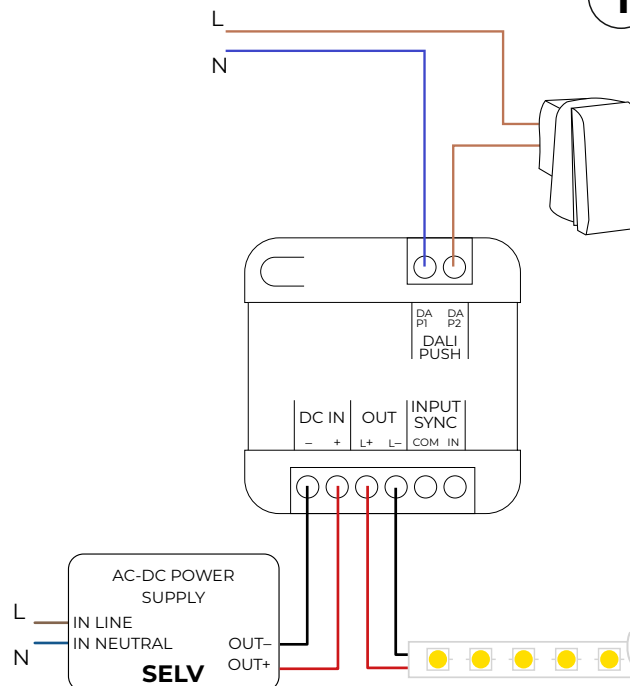 1
L
N
DA DA
P1 P2
DALI
PUSH
DC IN OUT INPUT SYNC
– + L+ L– COM IN
AC-DC POWER
SUPPLY
L
IN LINE
N
IN NEUTRAL
OUT–
OUT+
SELV